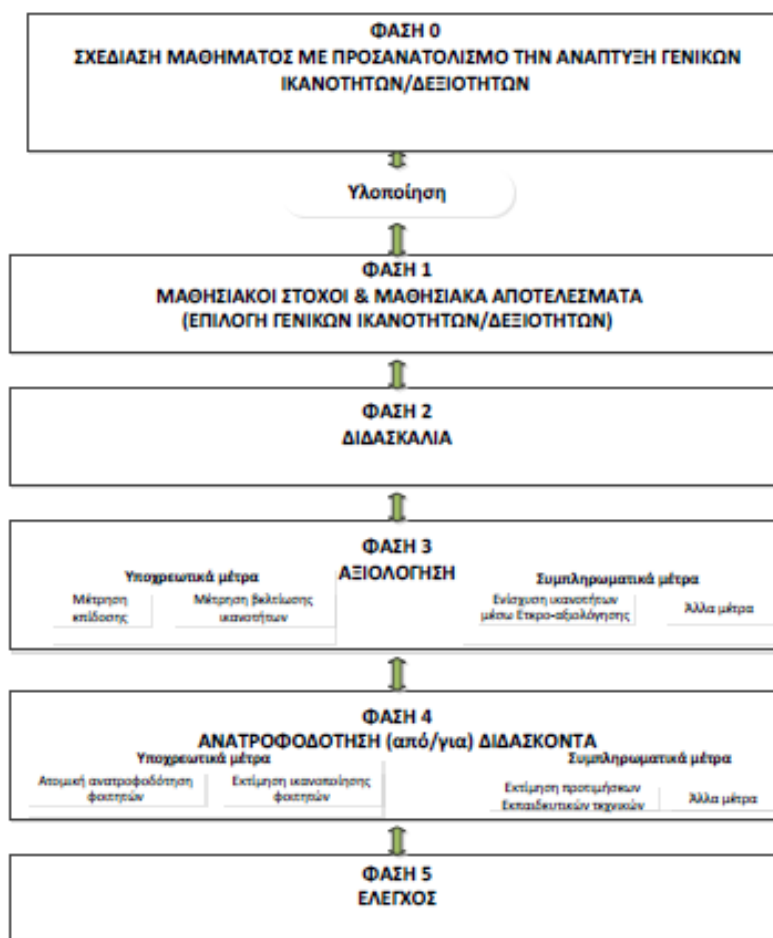 ΦΑΣΗ 0
ΣΧΕΔΙΑΣΗ ΜΑΘΗΜΑΤΟΣ ΜΕ ΠΡΟΣΑΝΑΤΟΛΙΣΜΟ ΤΗΝ ΑΝΑΠΤΥΞΗ ΓΕΝΙΚΩΝ
ΙΚΑΝΟΤΗΤΩΝ/ΔΕΞΙΟΤΗΤΩΝ
Υλοποίηση
ΦΑΣΗ 1
ΜΑΘΗΣΙΑΚΟΙ ΣΤΟΧΟΙ & ΜΑΘΗΣΙΑΚΑ ΑΠΟΤΕΛΕΣΜΑΤΑ
(ΕΠΙΛΟΓΗ ΓΕΝΙΚΩΝ ΙΚΑΝΟΤΗΤΩΝ/ΔΕΞΙΟΤΗΤΩΝ)
ΦΑΣΗ 2
ΔΙΔΑΣΚΑΛΙΑ
ΦΑΣΗ 3
ΑΞΙΟΛΟΓΗΣΗ
Υποχρεωτικά μέτρα
Μέτρηση
επίδοσης
Μέτρηση βελτίωσης
ικανοτήτων
Συμπληρωματικά μέτρα
Ενίσχυση ικανοτήτων
μέσω Ετερο-αξιολόγησης
Άλλα μέτρα
ΦΑΣΗ 4
ΑΝΑΤΡΟΦΟΔΟΤΗΣΗ (από/για) ΔΙΔΑΣΚΟΝΤΑ
Υποχρεωτικά μέτρα
Ατομική ανατροφοδότηση
φοιτητών
Εκτίμηση ικανοποίησης
φοιτητών
Συμπληρωματικά μέτρα
Εκτίμηση προτιμήσεων
Εκπαιδευτικών τεχνικών
Άλλα μέτρα
ΦΑΣΗ 5
ΕΛΕΓΧΟΣ